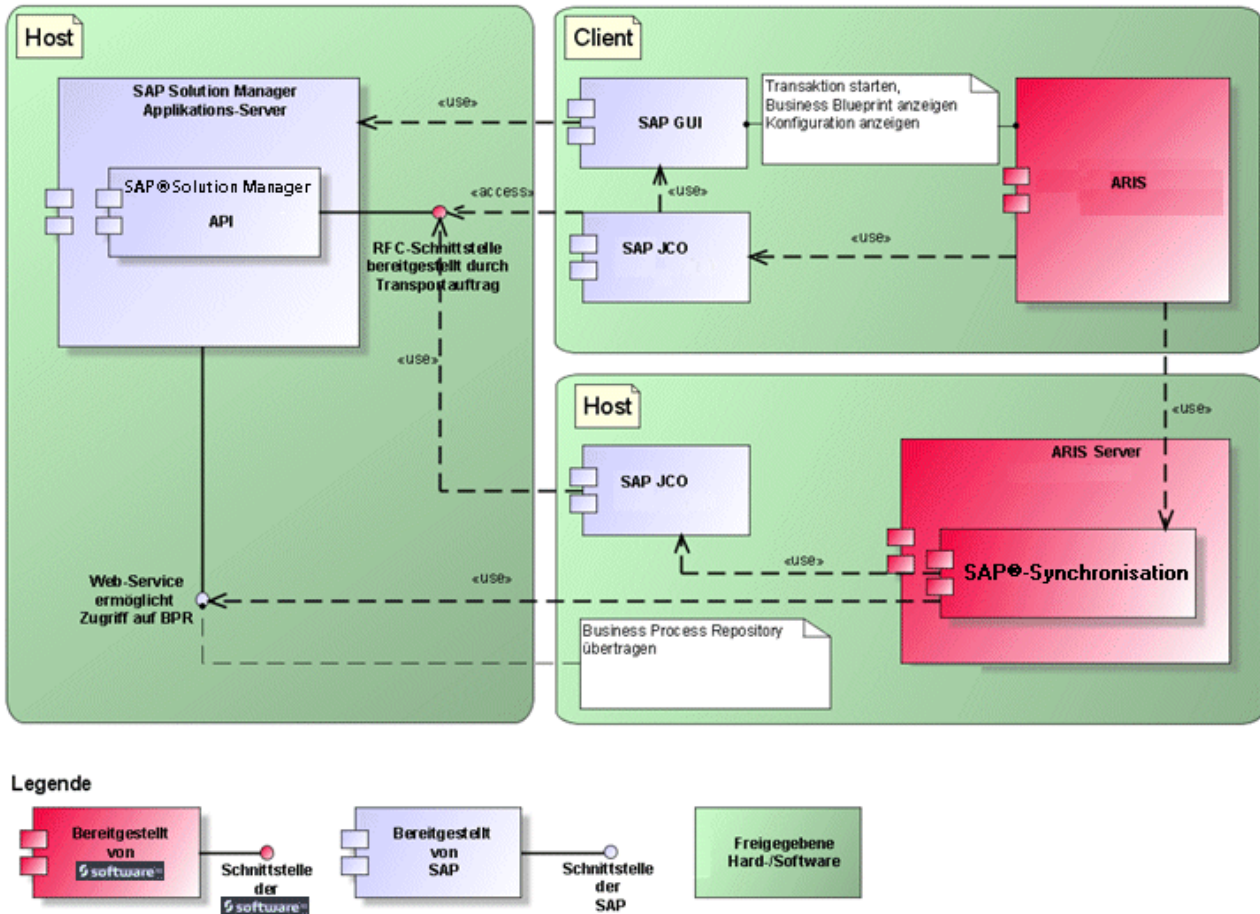 Host
SAP Solution Manager
Applikations-Server
SAP®Solution Manager
API
«use»
«access»
RFC-Schnittstelle
bereitgestellt durch
Transportauftrag
«use»
Web-Service
ermöglicht
Zugriff auf BPR
Client
SAP GUI
Transaktion starten,
Business Blueprint anzeigen
Konfiguration anzeigen
ARIS
«use»
SAP JCO
«use»
«use»
Host
SAP JCO
ARIS Server
SAP®-Synchronisation
«use»
«use»
Business Process Repository
übertragen
Legende
Bereitgestellt
von
software
Schnittstelle
der
software
Bereitgestellt
von
SAP
Schnittstelle
der
SAP
Freigegebene
Hard-/Software